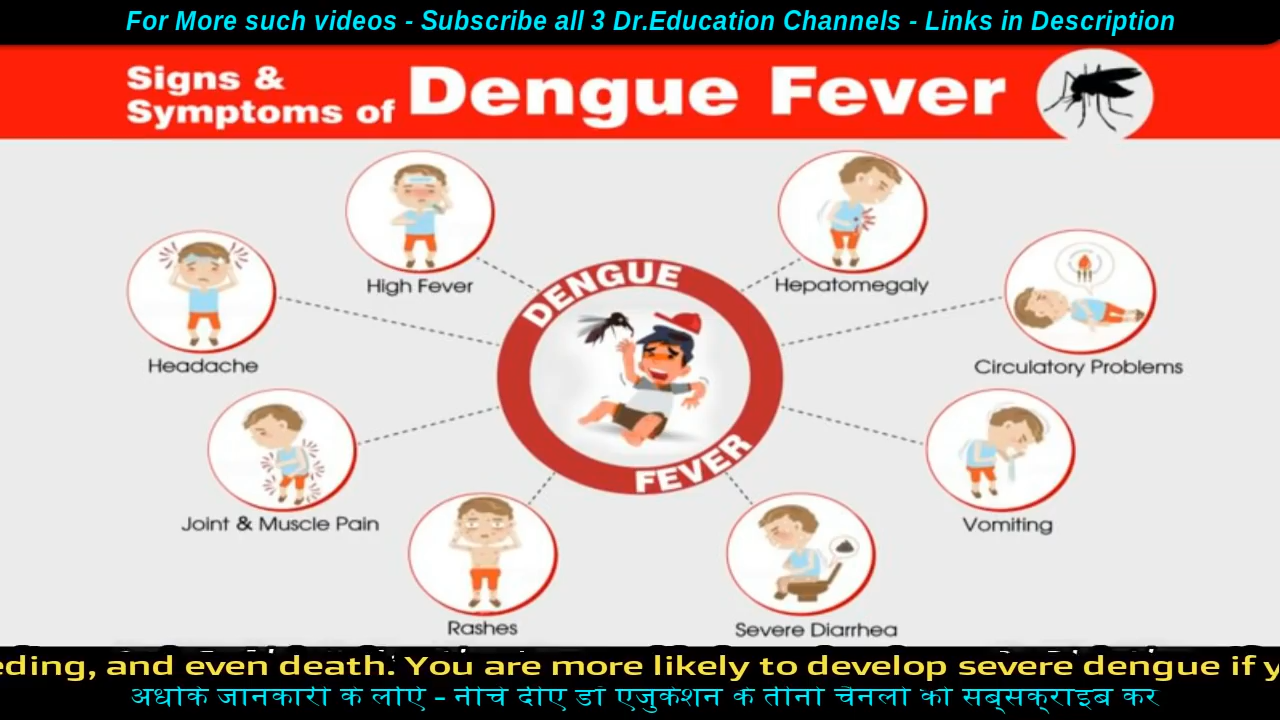 For More such videos - Subscribe all 3 Dr.Education Channels - Links in Description
Signs &
Symptoms of Dengue Fever
High Fever
Hepatomegaly
Headache
Circulatory Problems
DENGUE
FEVER
Joint & Muscle Pain
Vomiting
Rashes
Severe Diarrhea
eding, and even death. You are more likely to develop severe dengue if y
अधिक जानकारी के लिए - नीचे दीए डॉ एजुकेशन के तीनो चैनलो को सब्सक्राइब करे